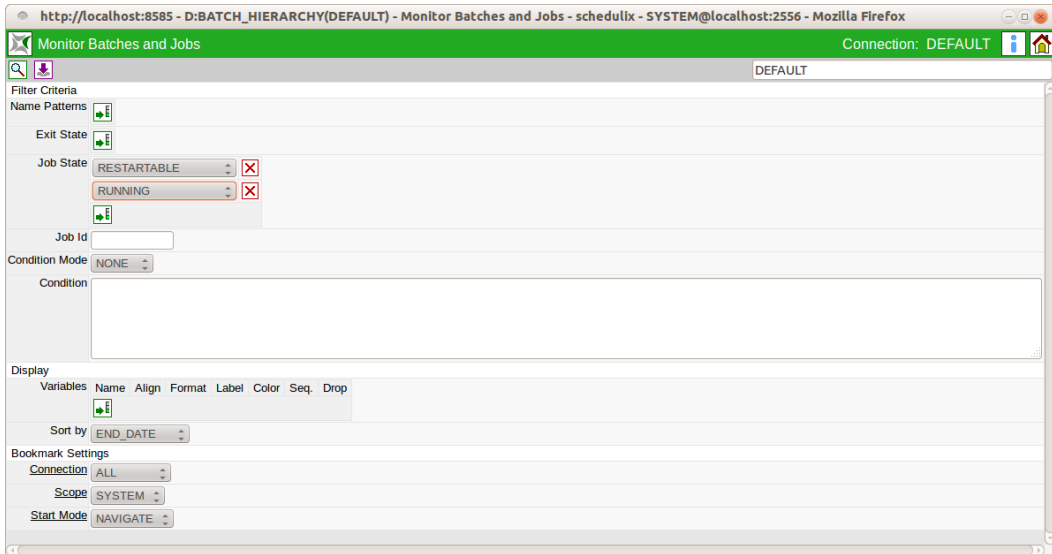 http://localhost:8585 - D:BATCH_HIERARCHY(DEFAULT) - Monitor Batches and Jobs - schedulix - SYSTEM@localhost:2556 - Mozilla Firefox
Monitor Batches and Jobs Connection: DEFAULT
DEFAULT
Filter Criteria
Name Patterns
Exit State
Job State RESTARTABLE
RUNNING
Job Id
Condition Mode NONE
Condition
Display
Variables Name Align Format Label Color Seq. Drop
Sort by END_DATE
Bookmark Settings
Connection ALL
Scope SYSTEM
Start Mode NAVIGATE